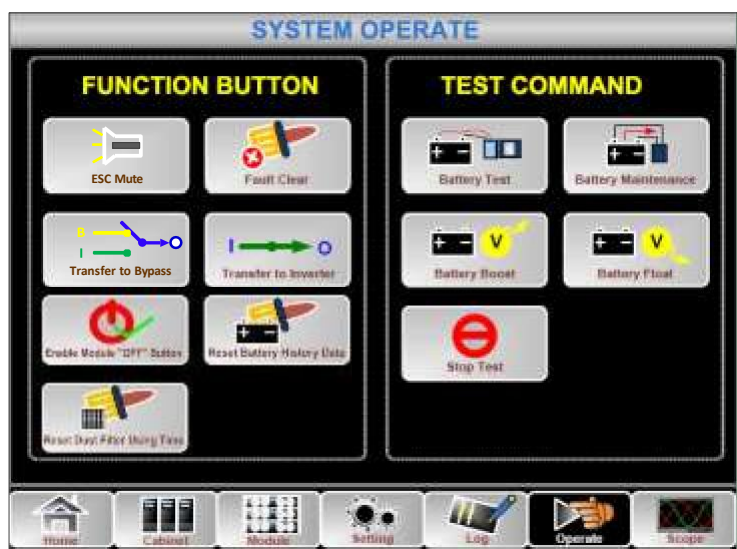 SYSTEM OPERATE
FUNCTION BUTTON
TEST COMMAND
ESC Mute
Fault Clear
Battery Test
Battery Maintenance
B
I
Transfer to Bypass
I O
Transfer to Inverter
V
Battery Boost
V
Battery Float
Enable Module "OFF" Button
Reset Battery History Data
Stop Test
Reset Dust Filter Using Time
Home
Cabinet
Module
Setting
Log
Operate
Scope